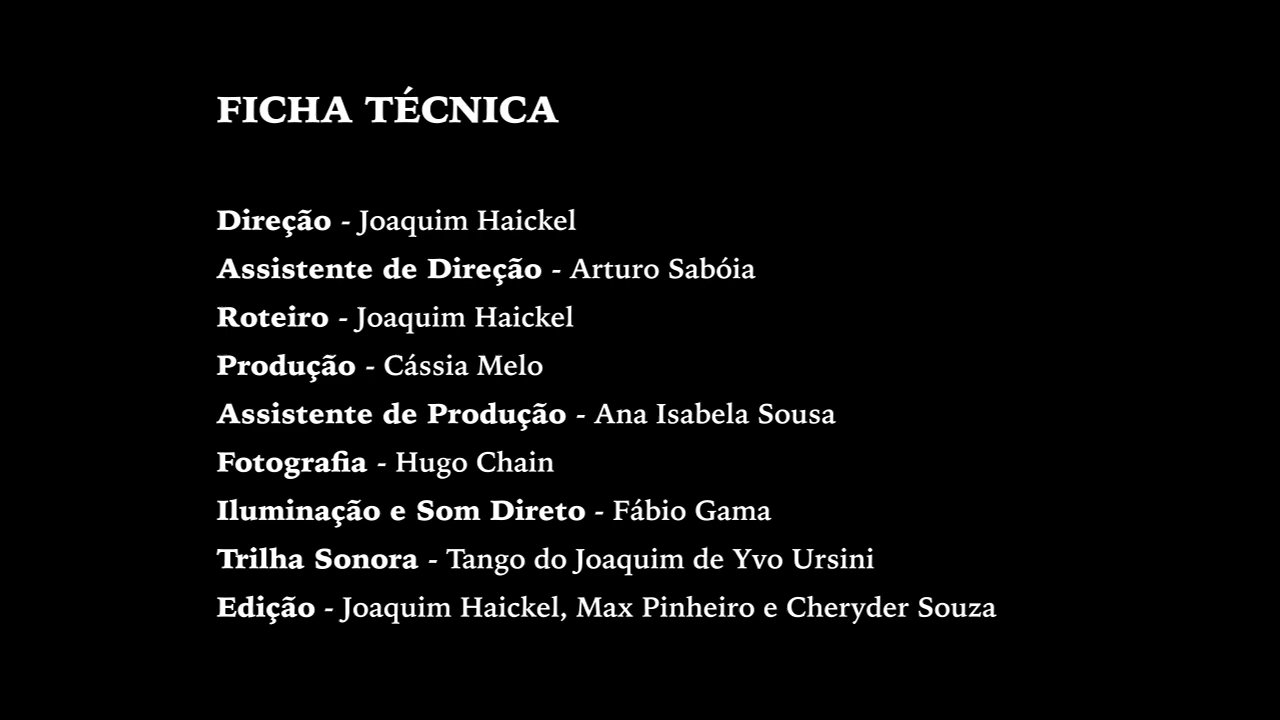 FICHA TÉCNICA
Direção - Joaquim Haickel
Assistente de Direção - Arturo Sabóia
Roteiro - Joaquim Haickel
Produção - Cássia Melo
Assistente de Produção - Ana Isabela Sousa
Fotografia - Hugo Chain
Iluminação e Som Direto - Fábio Gama
Trilha Sonora - Tango do Joaquim de Yvo Ursini
Edição - Joaquim Haickel, Max Pinheiro e Cheryder Souza